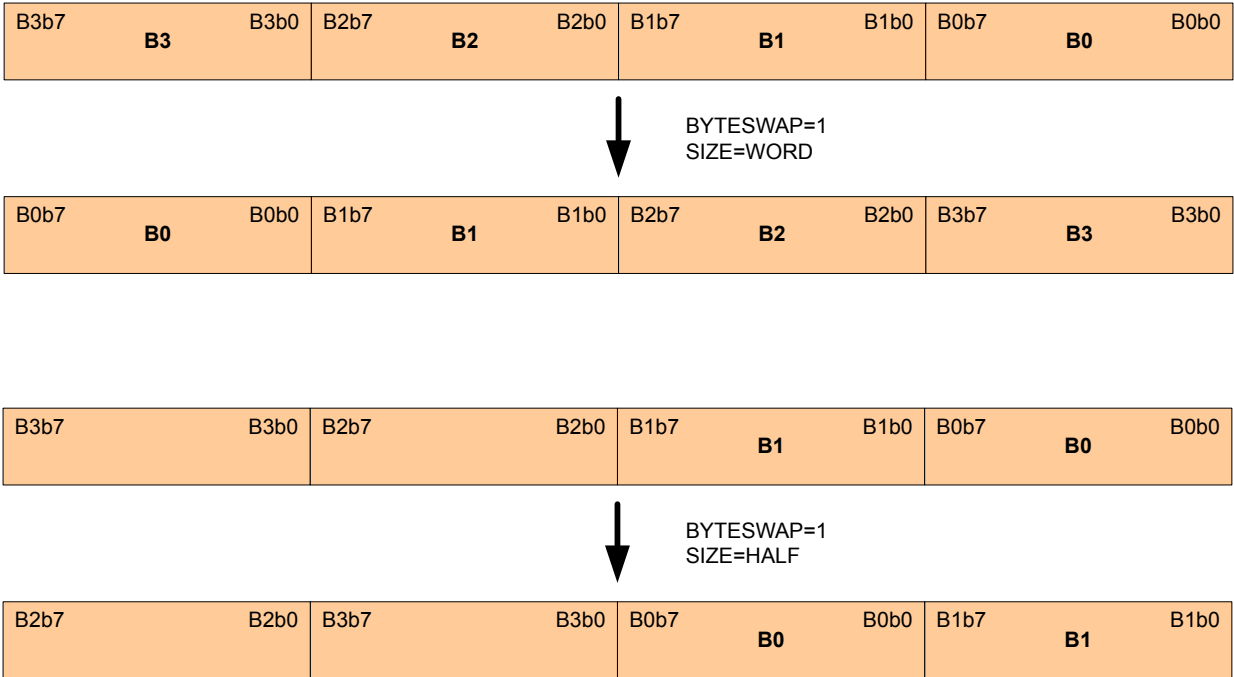 B3b7 B3 B3b0 B2b7 B2 B2b0 B1b7 B1 B1b0 B0b7 B0 B0b0
BYTESWAP=1
SIZE=WORD
B0b7 B0 B0b0 B1b7 B1 B1b0 B2b7 B2 B2b0 B3b7 B3 B3b0
B3b7 B3b0 B2b7 B2b0 B1b7 B1 B1b0 B0b7 B0 B0b0
BYTESWAP=1
SIZE=HALF
B2b7 B2b0 B3b7 B3b0 B0b7 B0 B0b0 B1b7 B1 B1b0